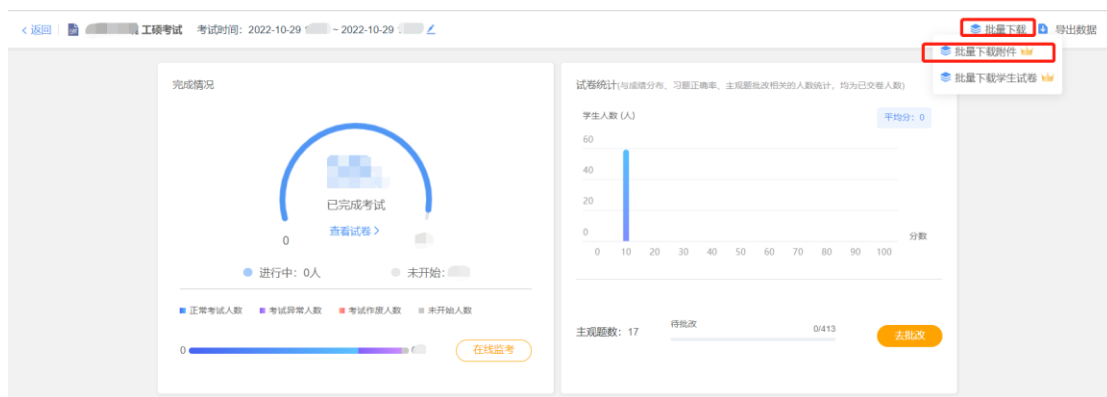 < 返回 工硕考试 考试时间：2022-10-29 ~ 2022-10-29 批量下载 导出数据
批量下载附件
批量下载学生试卷
完成情况
已完成考试
查看试卷 >
0
进行中：0人 未开始：
正常考试人数 考试异常人数 考试作废人数 未开始人数
0 在线监考
试卷统计(与成绩分布、习题正确率、主观题批改相关的人数统计，均为已交卷人数)
学生人数 (人) 平均分：0
60
40
20
0 分数
0 10 20 30 40 50 60 70 80 90 100
主观题数：17 待批改 0/413 去批改